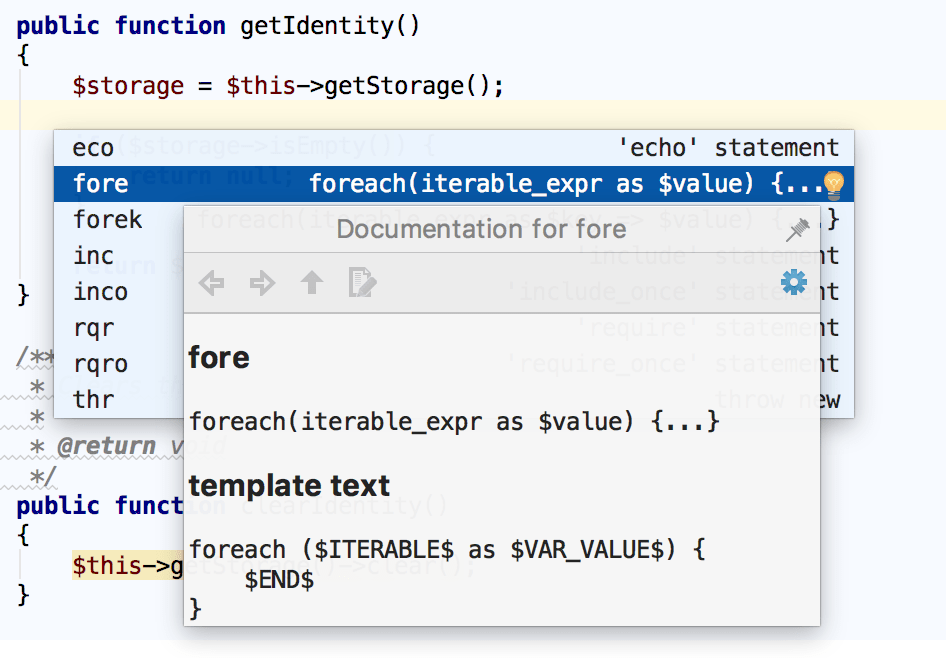 public function getIdentity()
{
$storage = $this->getStorage();
eco ($storage->isEmpty()) { 'echo' statement
fore return null; foreach(iterable_expr as $value) {...
forek foreach(iterable_expr as $key => $value) {...}
Documentation for fore
inc return $ 'include' statement
inco 'include_once' statement
}
rqr 'require' statement
/**
fore
rqro 'require_once' statement
*
thr throw new
*
foreach(iterable_expr as $value) {...}
* @return void
*/
template text
public function clearIdentity()
{
foreach ($ITERABLE$ as $VAR_VALUE$) {
$this->getStorage()->clear();
$END$
}
}